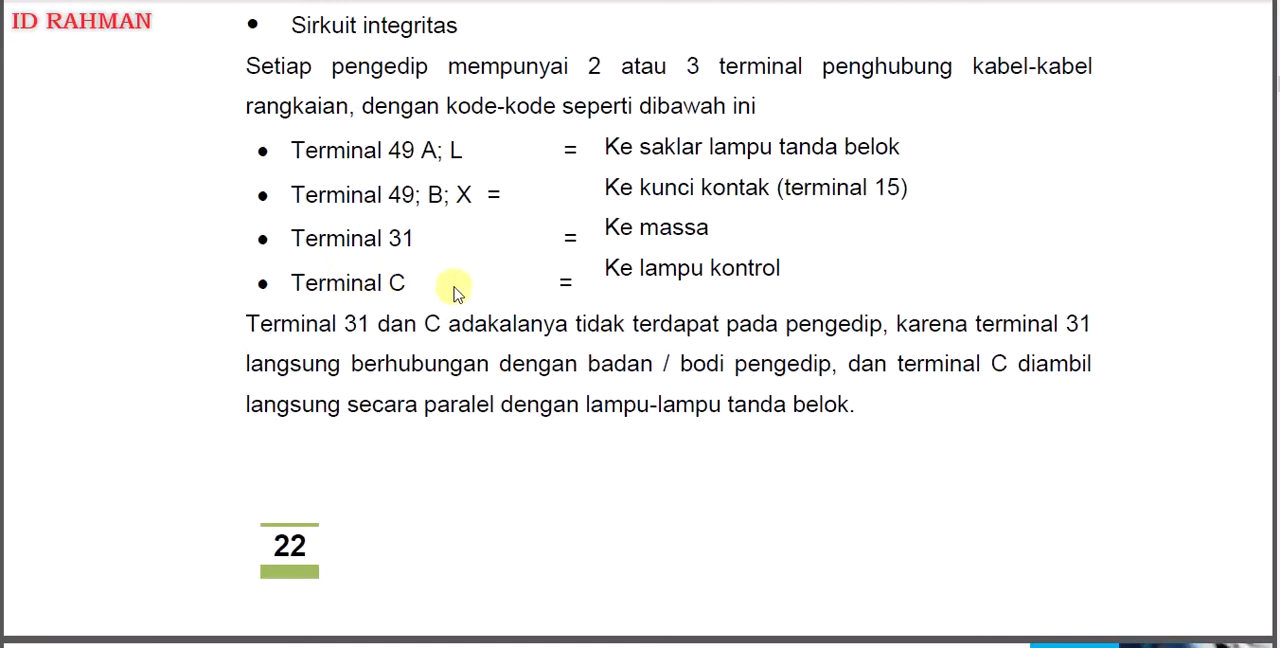 ID RAHMAN
• Sirkuit integritas
Setiap pengedip mempunyai 2 atau 3 terminal penghubung kabel-kabel
rangkaian, dengan kode-kode seperti dibawah ini
• Terminal 49 A; L = Ke saklar lampu tanda belok
• Terminal 49; B; X = Ke kunci kontak (terminal 15)
• Terminal 31 = Ke massa
• Terminal C = Ke lampu kontrol
Terminal 31 dan C adakalanya tidak terdapat pada pengedip, karena terminal 31
langsung berhubungan dengan badan / bodi pengedip, dan terminal C diambil
langsung secara paralel dengan lampu-lampu tanda belok.
22